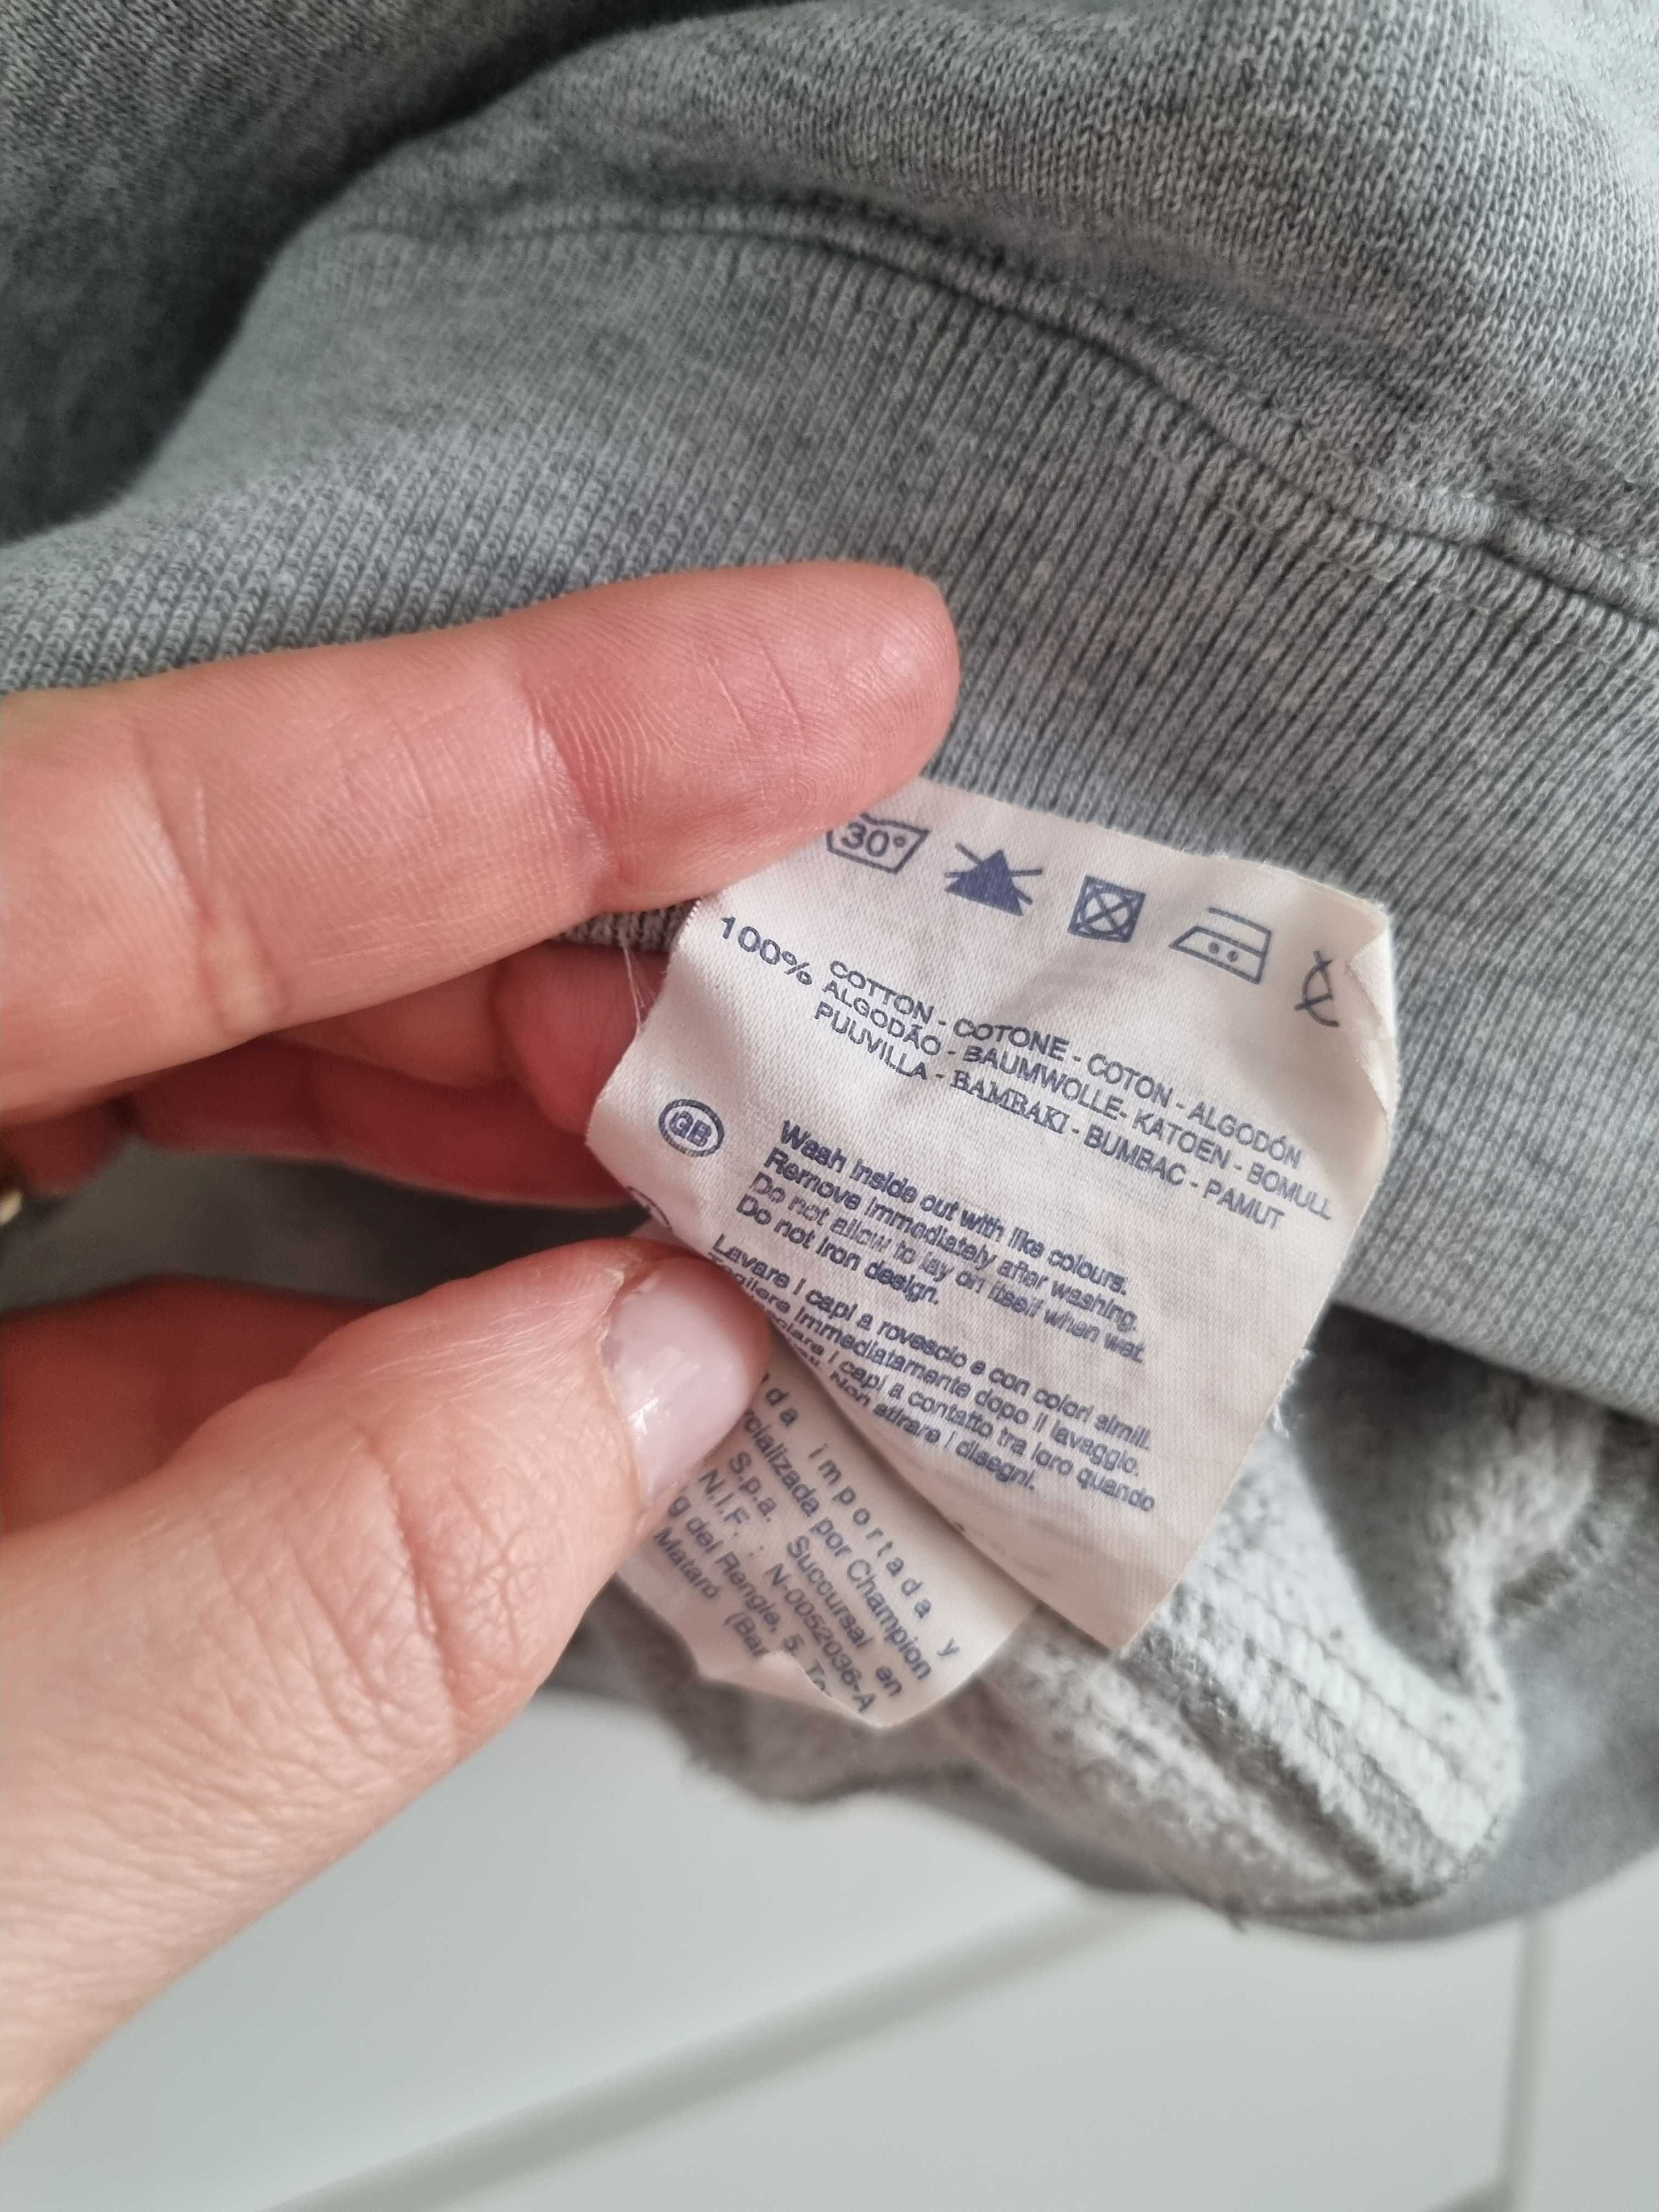 30°
100% COTTON - COTONE - COTON - ALGODÓN
ALGODÃO - BAUMWOLLE- KATOEN - BOMULL
PUUVILLA - BAMBAKI - BUMBAC - PAMUT
GB
Wash inside out with like colours.
Remove immediately after washing.
Do not allow to lay on itself when wet.
Do not iron design.
Lavare i capi a rovescio e con colori simili.
immediatamente dopo il lavaggio.
i capi a contatto tra loro quando
Non stirare i disegni.
importada y
por Champion
S.p.a. Succursal en
N.I.F.: N-0052036-A
del Rengle, 5.
Mataró